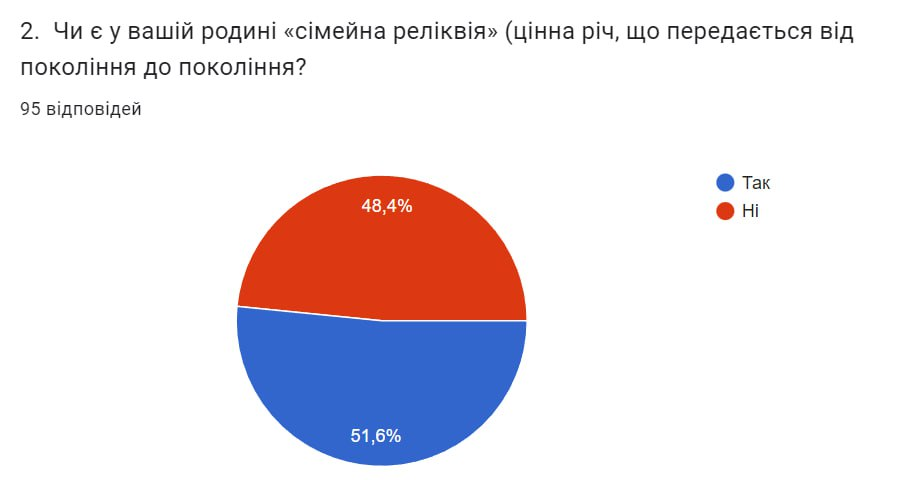 2. Чи є у вашій родині «сімейна реліквія» (цінна річ, що передається від
покоління до покоління?
95 відповідей
Так
Ні
48,4%
51,6%